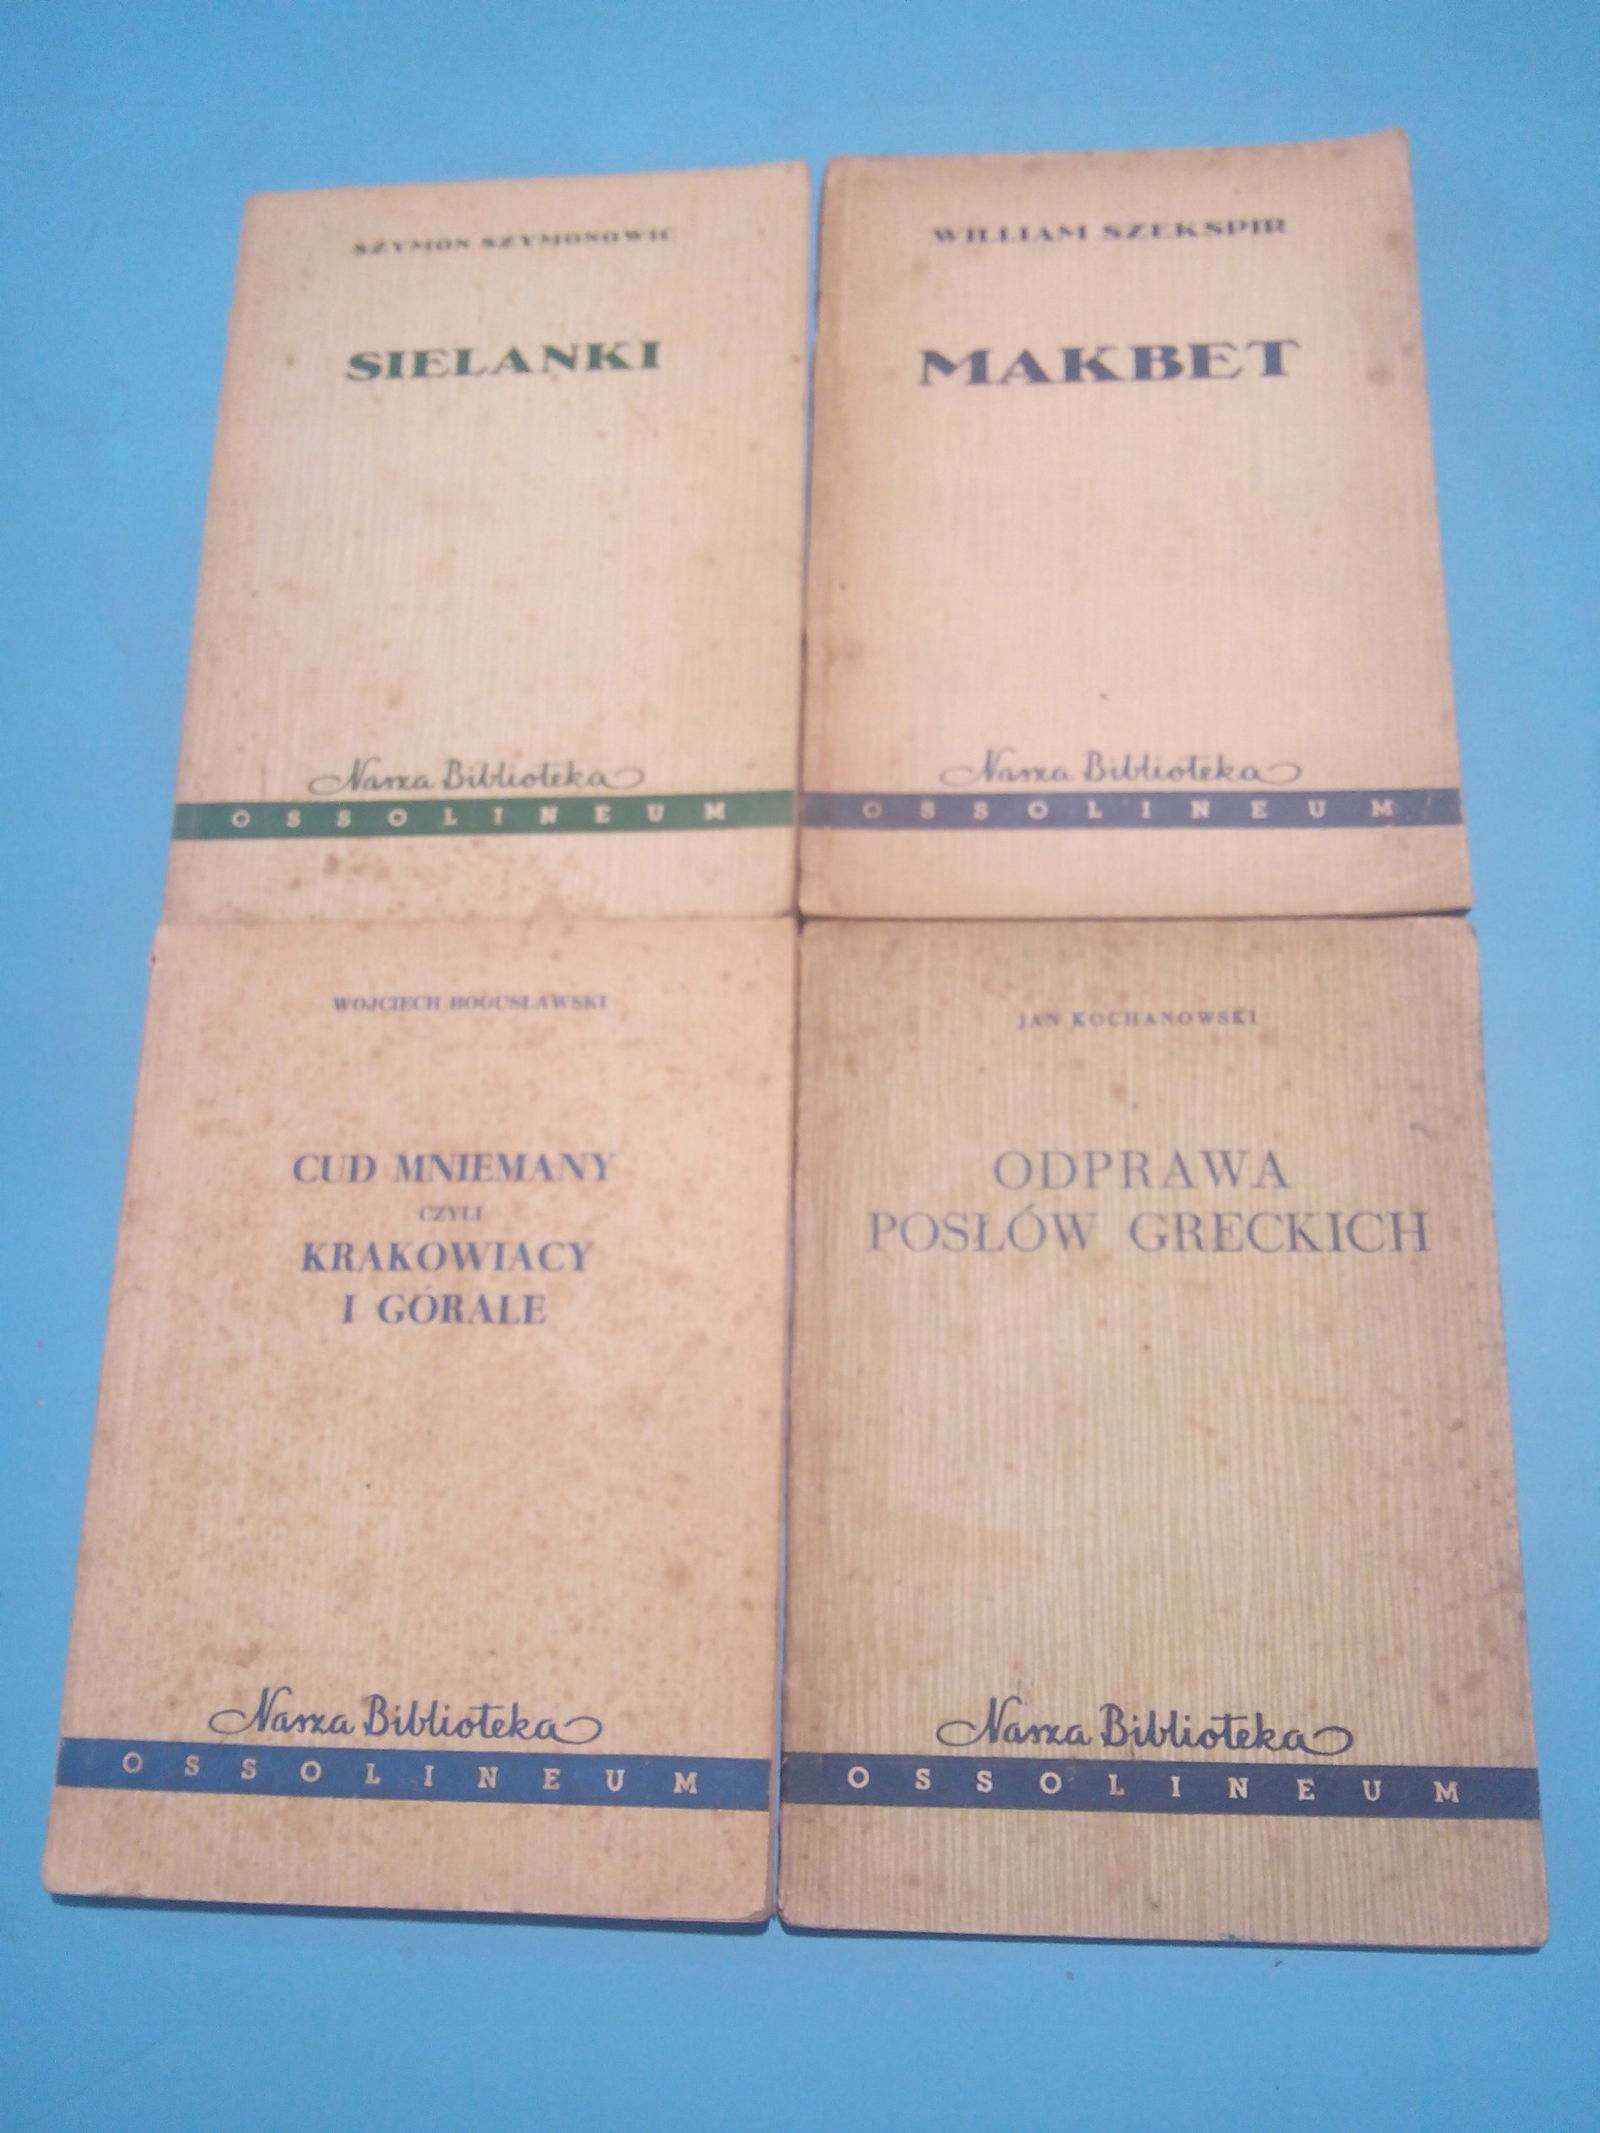 SZYMON SZYMONOWIC
SIELANKI
Nasza Biblioteka
OSSOLINEUM
WILLIAM SZEKSPIR
MAKBET
Nasza Biblioteka
OSSOLINEUM
WOJCIECH BOGUSŁAWSKI
CUD MNIEMANY
CZYLI
KRAKOWIACY
I GÓRALE
Nasza Biblioteka
OSSOLINEUM
JAN KOCHANOWSKI
ODPRAWA
POSŁÓW GRECKICH
Nasza Biblioteka
OSSOLINEUM